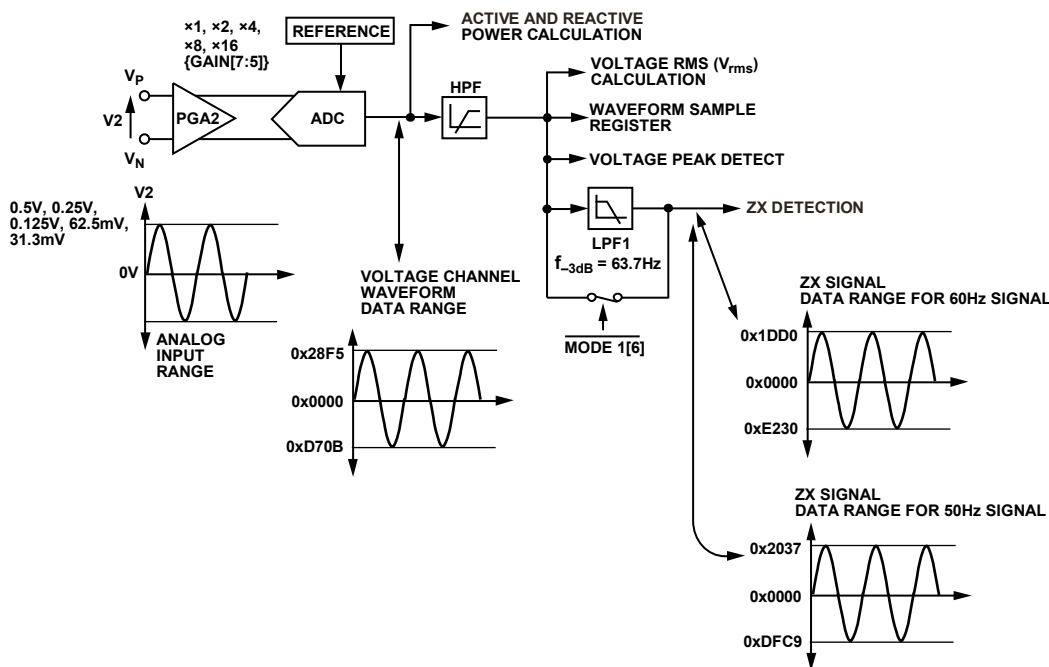 ×1, ×2, ×4,
×8, ×16
{GAIN[7:5]}
REFERENCE
ACTIVE AND REACTIVE
POWER CALCULATION
VP
V2
VN
PGA2
ADC
HPF
VOLTAGE RMS (Vrms)
CALCULATION
WAVEFORM SAMPLE
REGISTER
VOLTAGE PEAK DETECT
ZX DETECTION
LPF1
f–3dB = 63.7Hz
MODE 1[6]
V2
0.5V, 0.25V,
0.125V, 62.5mV,
31.3mV
0V
ANALOG
INPUT
RANGE
VOLTAGE CHANNEL
WAVEFORM
DATA RANGE
0x28F5
0x0000
0xD70B
ZX SIGNAL
DATA RANGE FOR 60Hz SIGNAL
0x1DD0
0x0000
0xE230
ZX SIGNAL
DATA RANGE FOR 50Hz SIGNAL
0x2037
0x0000
0xDFC9